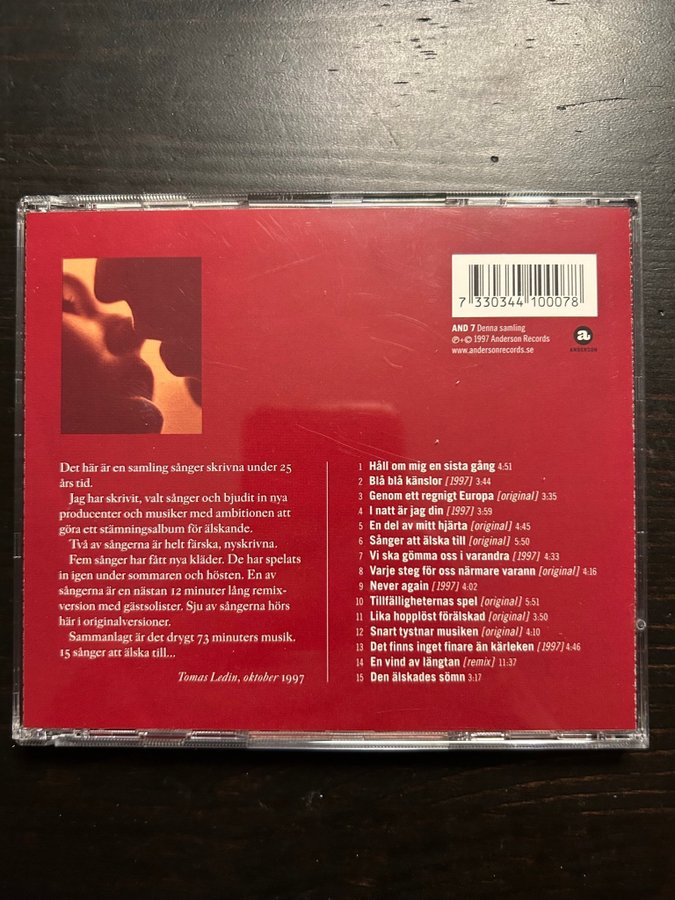 7 330344 100078
AND 7 Denna samling
℗+© 1997 Anderson Records
www.andersonrecords.se
a
ANDERSON
Det här är en samling sånger skrivna under 25
års tid.
Jag har skrivit, valt sånger och bjudit in nya
producenter och musiker med ambitionen att
göra ett stämningsalbum för älskande.
Två av sångerna är helt färska, nyskrivna.
Fem sånger har fått nya kläder. De har spelats
in igen under sommaren och hösten. En av
sångerna är en nästan 12 minuter lång remix-
version med gästsolister. Sju av sångerna hörs
här i originalversioner.
Sammanlagt är det drygt 73 minuters musik.
15 sånger att älska till...
Tomas Ledin, oktober 1997
1 Håll om mig en sista gång 4:51
2 Blå blå känslor [1997] 3:44
3 Genom ett regnigt Europa [original] 3:35
4 I natt är jag din [1997] 3:59
5 En del av mitt hjärta [original] 4:45
6 Sånger att älska till [original] 5:50
7 Vi ska gömma oss i varandra [1997] 4:33
8 Varje steg för oss närmare varann [original] 4:16
9 Never again [1997] 4:02
10 Tillfälligheternas spel [original] 5:51
11 Lika hopplöst förälskad [original] 3:50
12 Snart tystnar musiken [original] 4:10
13 Det finns inget finare än kärleken [1997] 4:46
14 En vind av längtan [remix] 11:37
15 Den älskades sömn 3:17